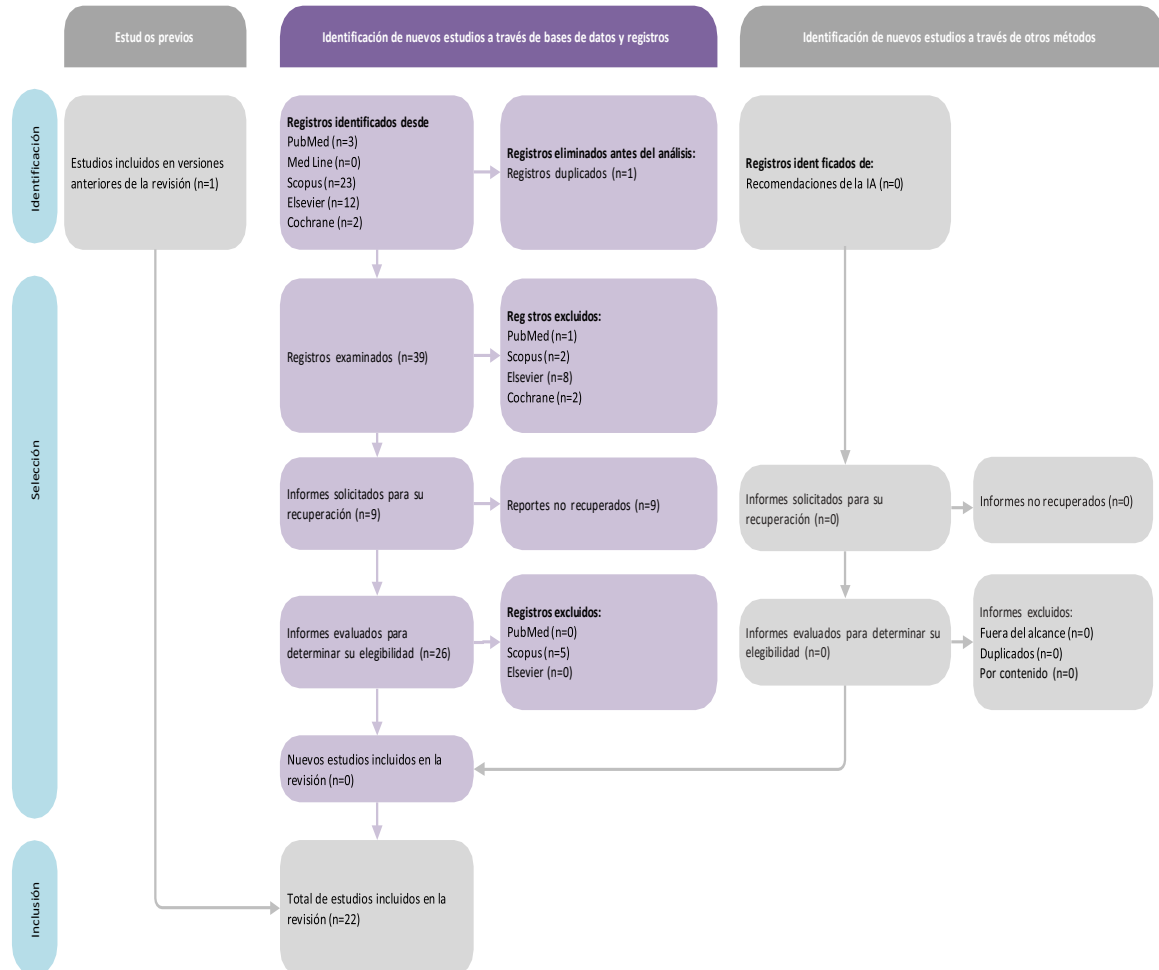 Estud os previos
Identificación de nuevos estudios a través de bases de datos y registros
Identificación de nuevos estudios a través de otros métodos
Identificación
Estudios incluidos en versiones
anteriores de la revisión (n=1)
Registros identificados desde
PubMed (n=3)
Med Line (n=0)
Scopus (n=23)
Elsevier (n=12)
Cochrane (n=2)
Registros eliminados antes del análisis:
Registros duplicados (n=1)
Registros ident ficados de:
Recomendaciones de la IA (n=0)
Selección
Registros examinados (n=39)
Reg stros excluidos:
PubMed (n=1)
Scopus (n=2)
Elsevier (n=8)
Cochrane (n=2)
Informes solicitados para su
recuperación (n=9)
Reportes no recuperados (n=9)
Informes solicitados para su
recuperación (n=0)
Informes no recuperados (n=0)
Informes evaluados para
determinar su elegibilidad (n=26)
Registros excluidos:
PubMed (n=0)
Scopus (n=5)
Elsevier (n=0)
Informes evaluados para determinar su
elegibilidad (n=0)
Informes excluidos:
Fuera del alcance (n=0)
Duplicados (n=0)
Por contenido (n=0)
Nuevos estudios incluidos en la
revisión (n=0)
Inclusión
Total de estudios incluidos en la
revisión (n=22)